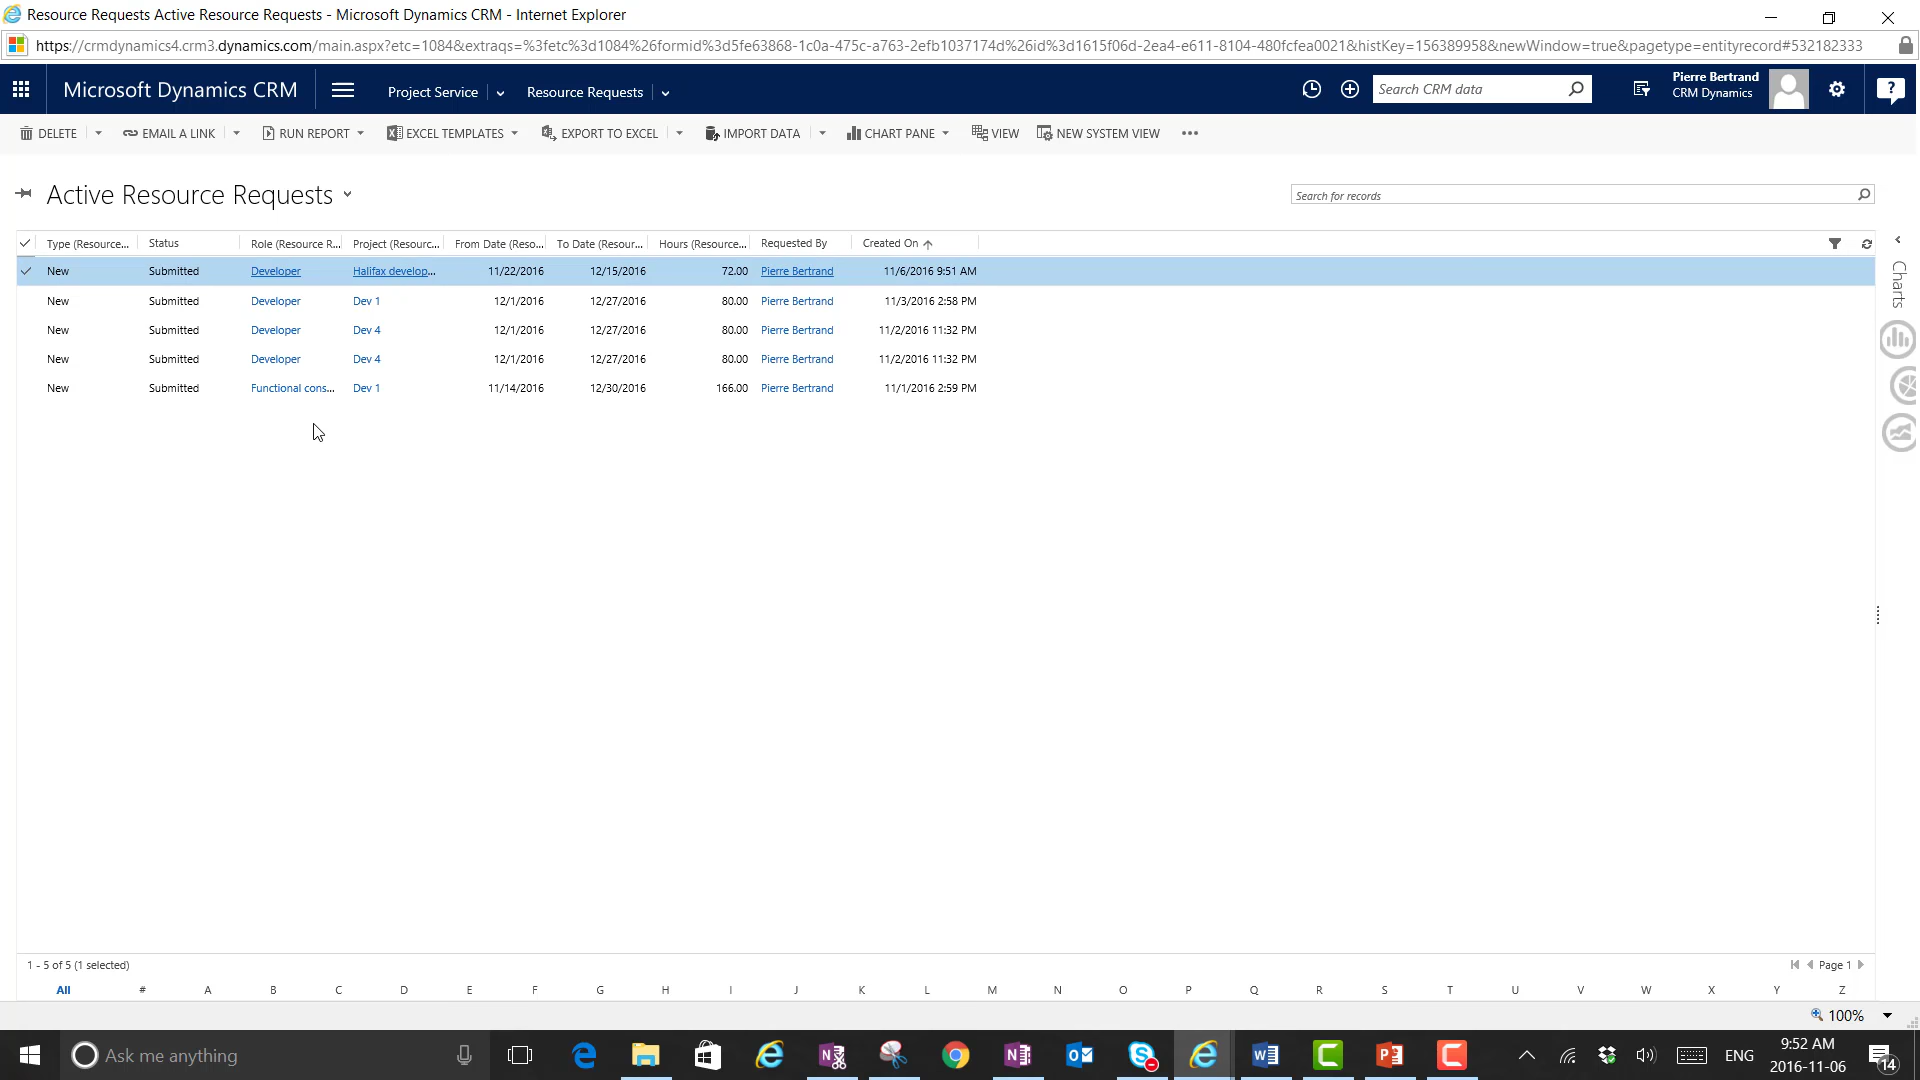 Resource Requests Active Resource Requests - Microsoft Dynamics CRM - Internet Explorer
https://crmdynamics4.crm3.dynamics.com/main.aspx?etc=1084&extraqs=%3fetc%3d1084%26formid%3d5fe63868-1c0a-475c-a763-2efb1037174d%26id%3d1615f06d-2ea4-e611-8104-480fcfea0021&histKey=156389958&newWindow=true&pagetype=entityrecord#532182333
Microsoft Dynamics CRM Project Service Resource Requests Search CRM data Pierre Bertrand
CRM Dynamics
DELETE EMAIL A LINK RUN REPORT EXCEL TEMPLATES EXPORT TO EXCEL IMPORT DATA CHART PANE VIEW NEW SYSTEM VIEW •••
Active Resource Requests Search for records
Type (Resource... Status Role (Resource R... Project (Resourc... From Date (Reso... To Date (Resour... Hours (Resource... Requested By Created On
New Submitted Developer Halifax develop... 11/22/2016 12/15/2016 72.00 Pierre Bertrand 11/6/2016 9:51 AM
New Submitted Developer Dev 1 12/1/2016 12/27/2016 80.00 Pierre Bertrand 11/3/2016 2:58 PM
New Submitted Developer Dev 4 12/1/2016 12/27/2016 80.00 Pierre Bertrand 11/2/2016 11:32 PM
New Submitted Developer Dev 4 12/1/2016 12/27/2016 80.00 Pierre Bertrand 11/2/2016 11:32 PM
New Submitted Functional cons... Dev 1 11/14/2016 12/30/2016 166.00 Pierre Bertrand 11/1/2016 2:59 PM
Charts
1 - 5 of 5 (1 selected) Page 1
All # A B C D E F G H I J K L M N O P Q R S T U V W X Y Z
100%
Ask me anything ENG 9:52 AM
2016-11-06 14